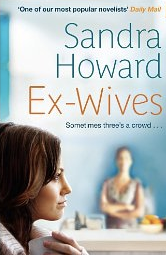 'One of our most popular novelists' Daily Mail
Sandra
Howard
Ex-Wives
Sometimes three's a crowd . . .